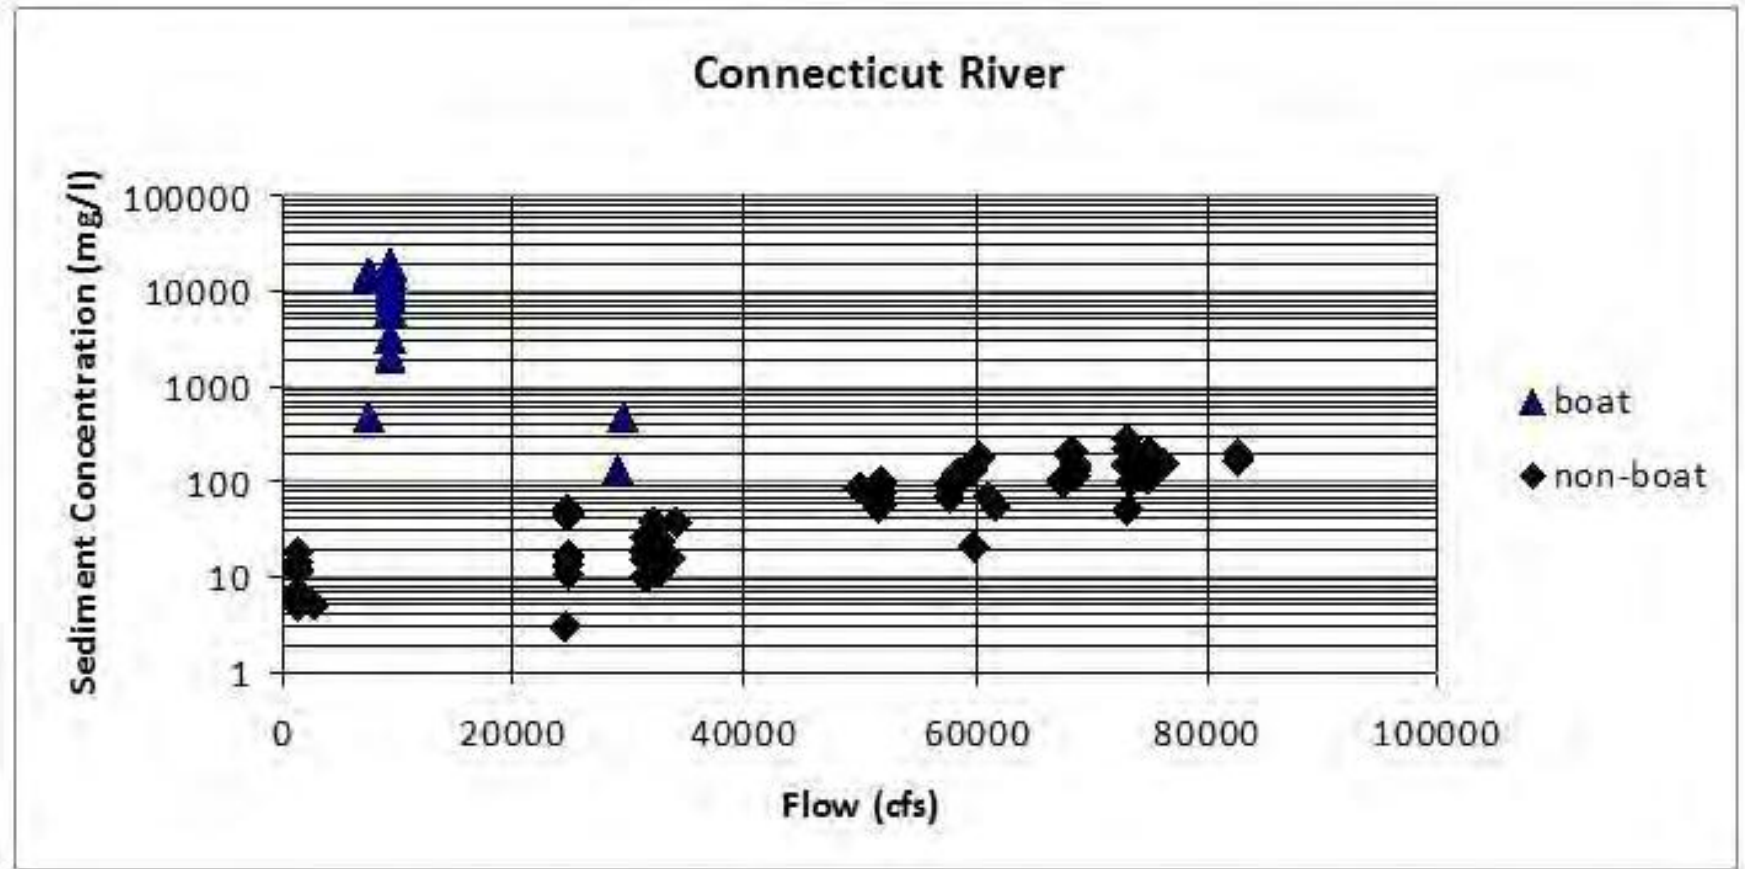 Connecticut River
Sediment Concentration (mg/l)
100000
10000
1000
100
10
1
0 20000 40000 60000 80000 100000
Flow (cfs)
boat
non-boat